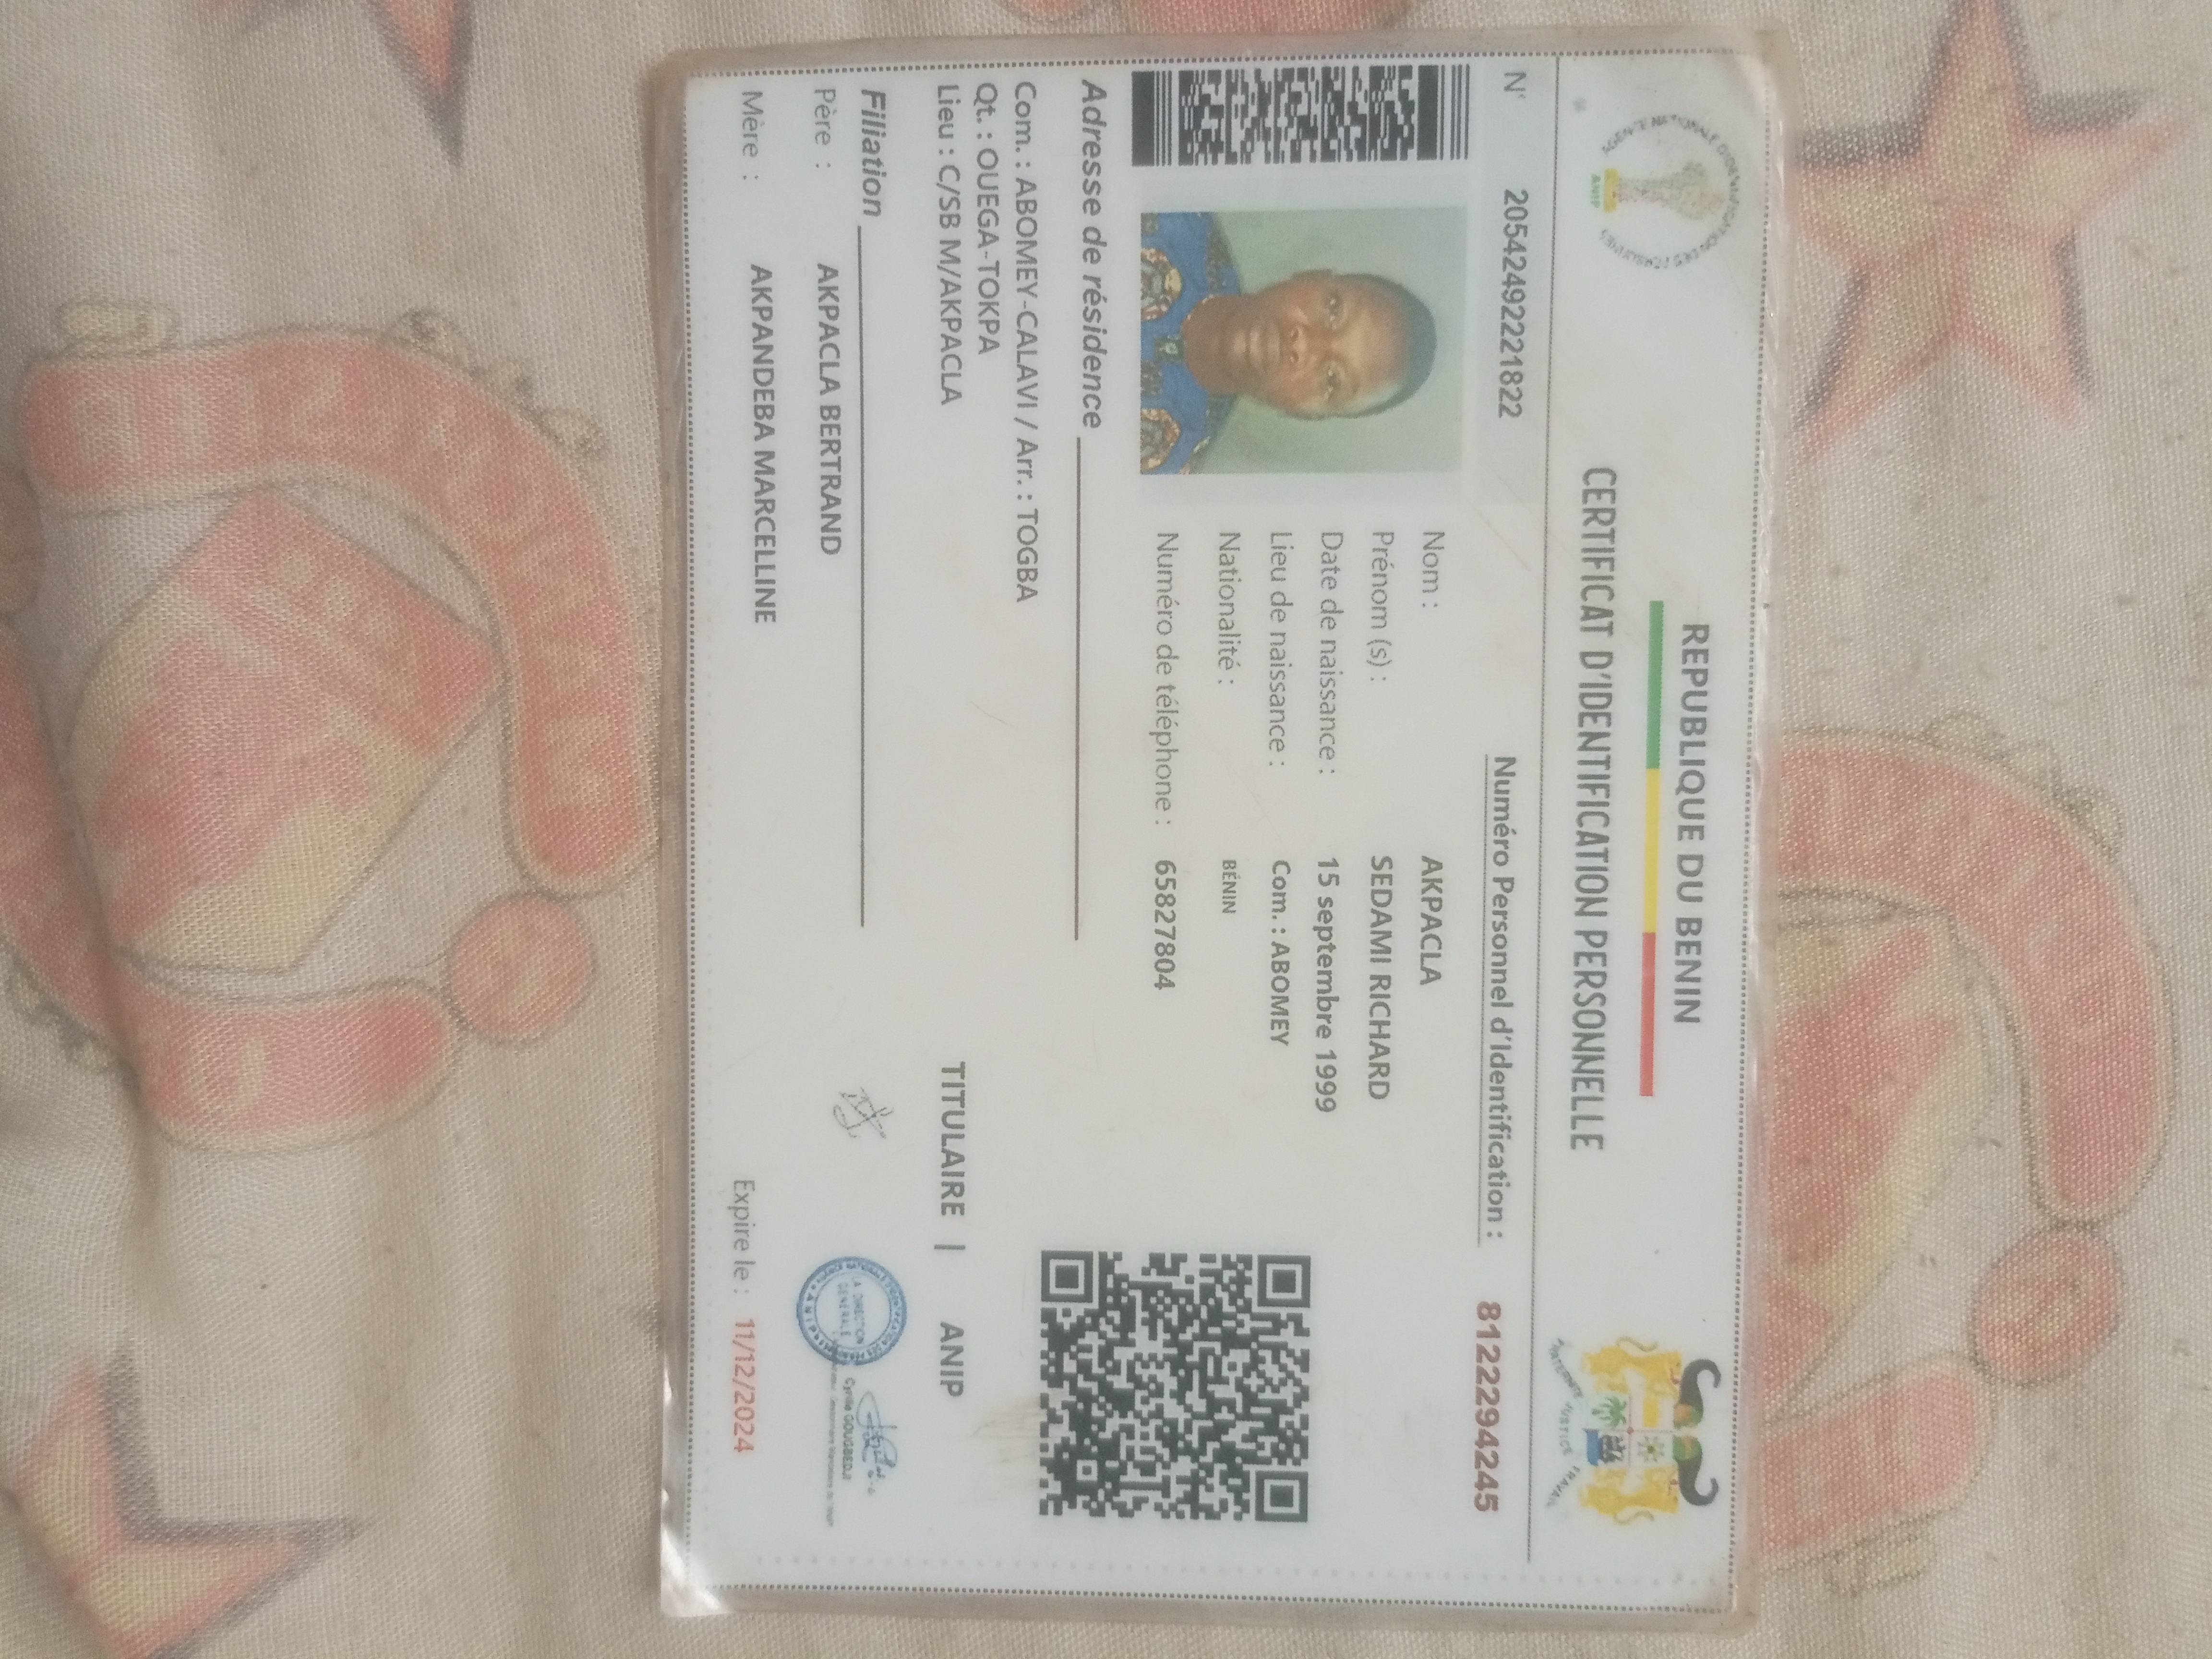 REPUBLIQUE DU BENIN
CERTIFICAT D'IDENTIFICATION PERSONNELLE
AGENCE NATIONALE D'IDENTIFICATION DES PERSONNES
ANIP
FRATERNITE JUSTICE TRAVAIL
N° 20542492221822
Numéro Personnel d'Identification : 8122294245
Nom : AKPACLA
Prénom (s) : SEDAMI RICHARD
Date de naissance : 15 septembre 1999
Lieu de naissance : Com. : ABOMEY
Nationalité : BÉNIN
Numéro de téléphone : 65827804
Adresse de résidence
Com. : ABOMEY-CALAVI / Arr. : TOGBA
Qt. : OUEGA-TOKPA
Lieu : C/SB M/AKPACLA
TITULAIRE | ANIP
Filiation
Père : AKPACLA BERTRAND
Mère : AKPANDEBA MARCELLINE
LA DIRECTION GENERALE
Cyrille GOUGBEDJI
Expire le : 11/12/2024